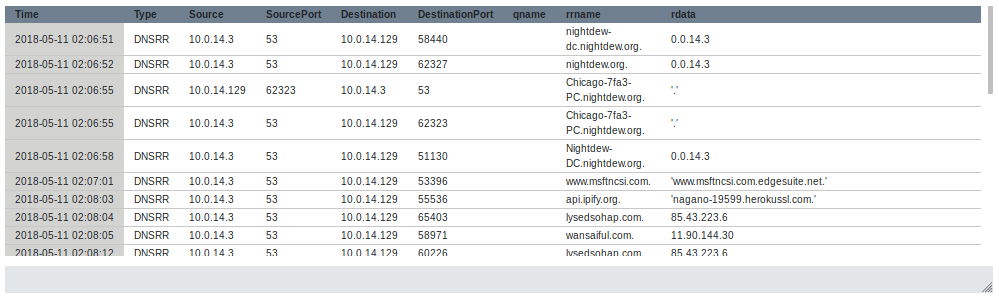 Time Type Source SourcePort Destination DestinationPort qname rrname rdata
2018-05-11 02:06:51 DNSRR 10.0.14.3 53 10.0.14.129 58440 nightdew-dc.nightdew.org. 0.0.14.3
2018-05-11 02:06:52 DNSRR 10.0.14.3 53 10.0.14.129 62327 nightdew.org. 0.0.14.3
2018-05-11 02:06:55 DNSRR 10.0.14.129 62323 10.0.14.3 53 Chicago-7fa3-PC.nightdew.org. '.'
2018-05-11 02:06:55 DNSRR 10.0.14.3 53 10.0.14.129 62323 Chicago-7fa3-PC.nightdew.org. '.'
2018-05-11 02:06:58 DNSRR 10.0.14.3 53 10.0.14.129 51130 Nightdew-DC.nightdew.org. 0.0.14.3
2018-05-11 02:07:01 DNSRR 10.0.14.3 53 10.0.14.129 53396 www.msftncsi.com. 'www.msftncsi.com.edgesuite.net.'
2018-05-11 02:08:03 DNSRR 10.0.14.3 53 10.0.14.129 55536 api.ipify.org. 'nagano-19599.herokussl.com.'
2018-05-11 02:08:04 DNSRR 10.0.14.3 53 10.0.14.129 65403 lysedsohap.com. 85.43.223.6
2018-05-11 02:08:05 DNSRR 10.0.14.3 53 10.0.14.129 58971 wansaiful.com. 11.90.144.30
2018-05-11 02:08:12 DNSRR 10.0.14.3 53 10.0.14.129 60226 lysedsohap.com. 85.43.223.6